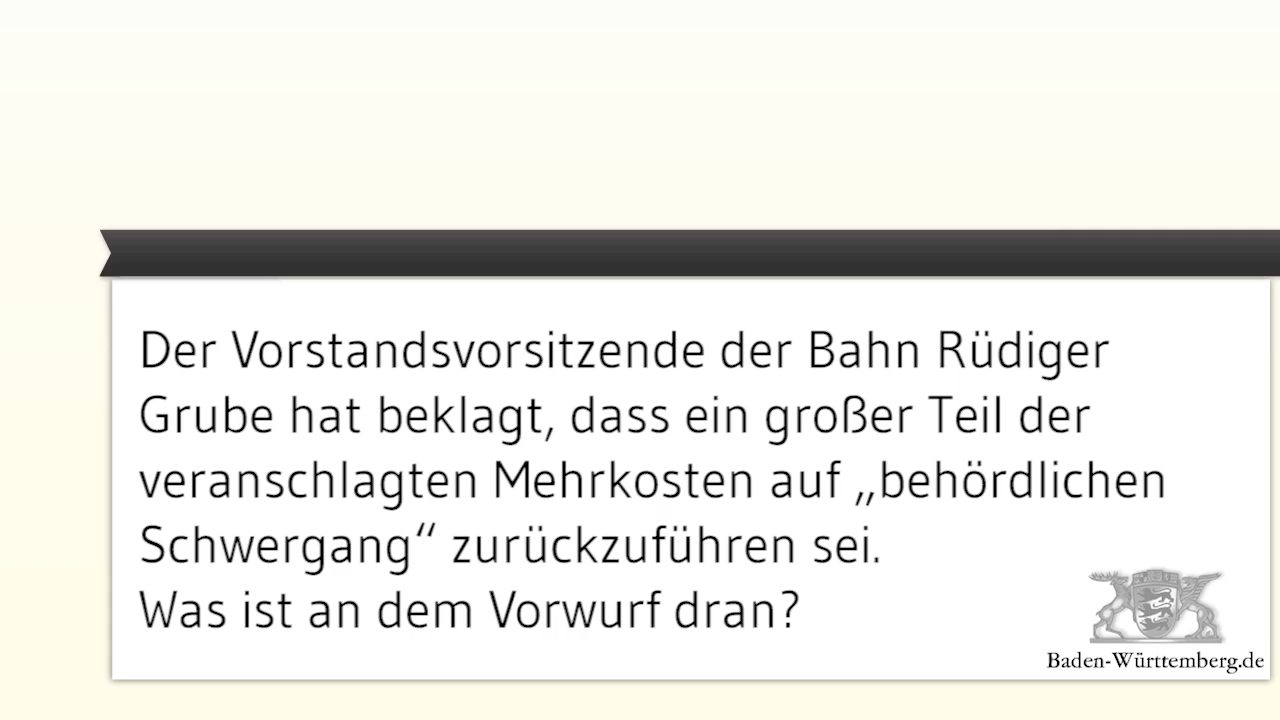 Der Vorstandsvorsitzende der Bahn Rüdiger
Grube hat beklagt, dass ein großer Teil der
veranschlagten Mehrkosten auf „behördlichen
Schwergang“ zurückzuführen sei.
Was ist an dem Vorwurf dran?
Baden-Württemberg.de